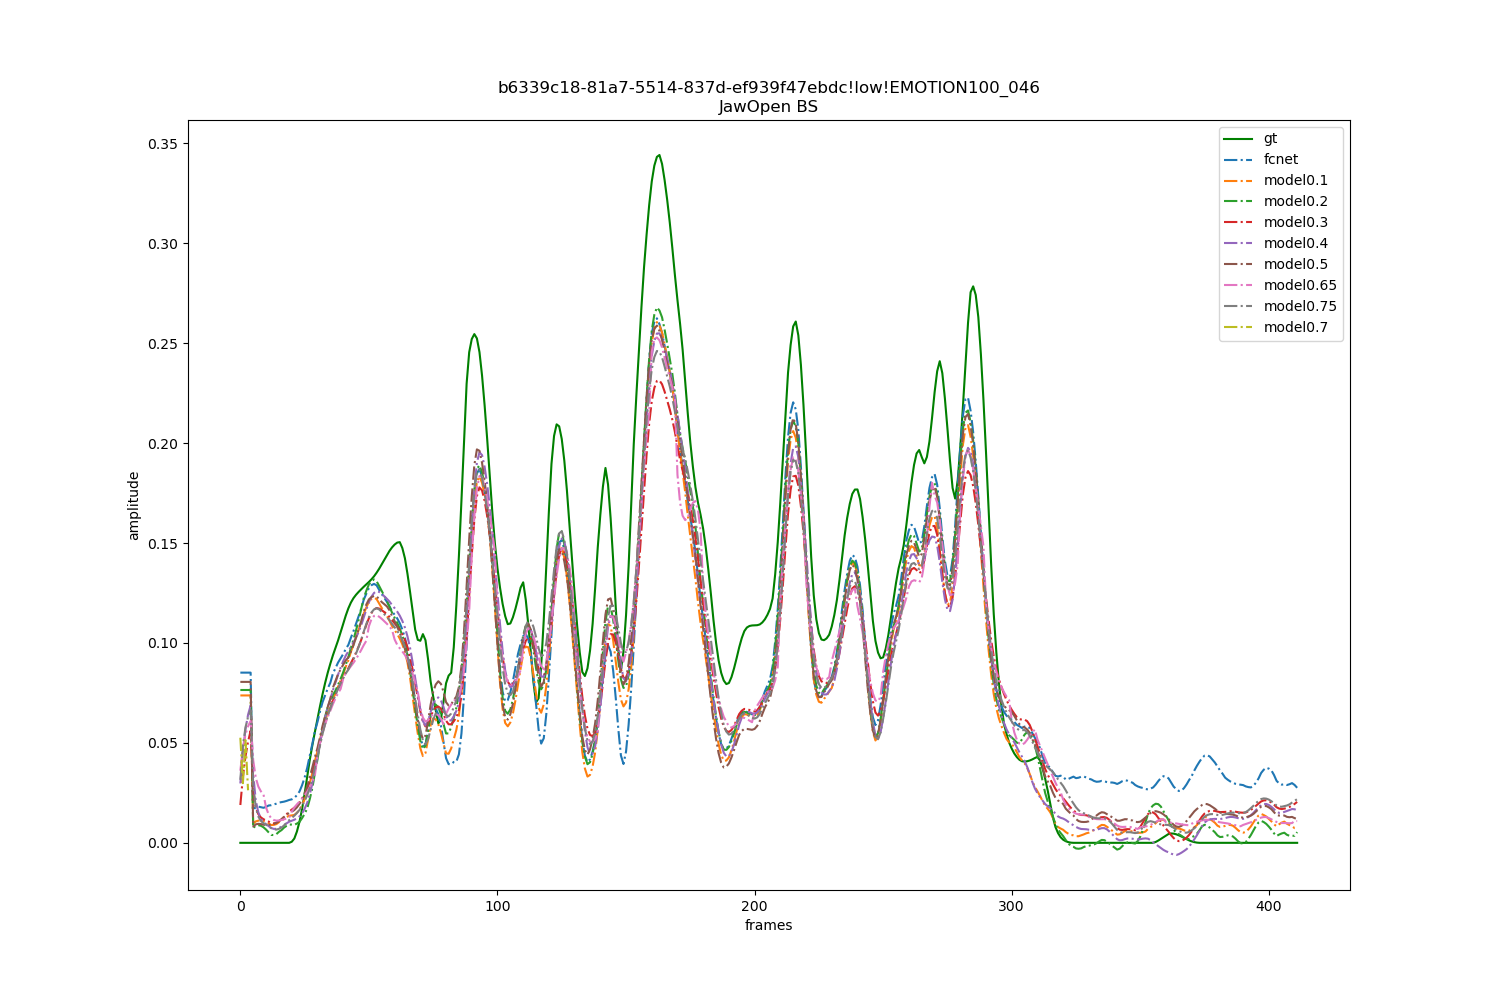 b6339c18-81a7-5514-837d-ef939f47ebdc!low!EMOTION100_046
JawOpen BS
gt
fcnet
model0.1
model0.2
model0.3
model0.4
model0.5
model0.65
model0.75
model0.7
0.35
0.30
0.25
0.20
0.15
0.10
0.05
0.00
amplitude
0
100
200
300
400
frames